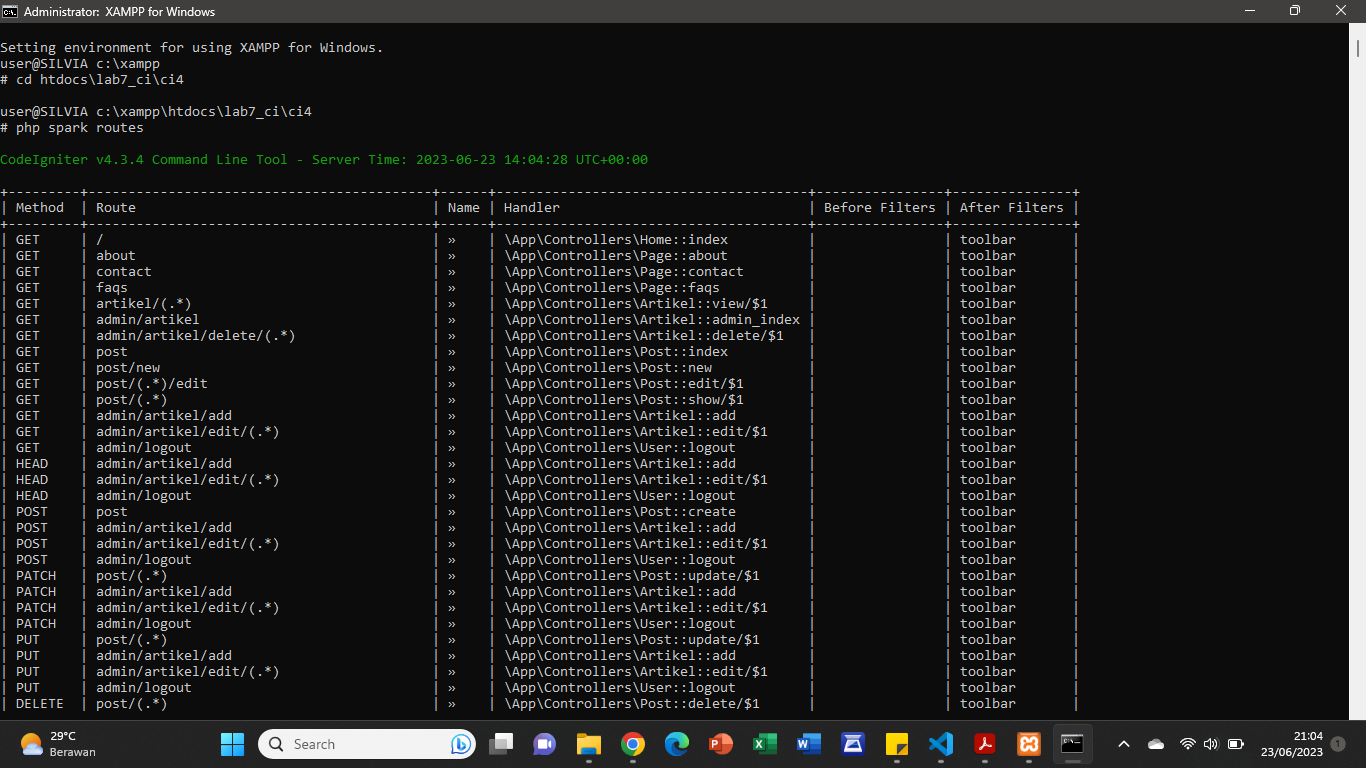 Administrator: XAMPP for Windows
Setting environment for using XAMPP for Windows.
user@SILVIA c:\xampp
# cd htdocs\lab7_ci\ci4
user@SILVIA c:\xampp\htdocs\lab7_ci\ci4
# php spark routes
CodeIgniter v4.3.4 Command Line Tool - Server Time: 2023-06-23 14:04:28 UTC+00:00
+---------+-------------------------------------------+------+---------------------------------------+----------------+---------------+
| Method | Route | Name | Handler | Before Filters | After Filters |
+---------+-------------------------------------------+------+---------------------------------------+----------------+---------------+
| GET | / | » | \App\Controllers\Home::index | | toolbar |
| GET | about | » | \App\Controllers\Page::about | | toolbar |
| GET | contact | » | \App\Controllers\Page::contact | | toolbar |
| GET | faqs | » | \App\Controllers\Page::faqs | | toolbar |
| GET | artikel/(.*) | » | \App\Controllers\Artikel::view/$1 | | toolbar |
| GET | admin/artikel | » | \App\Controllers\Artikel::admin_index | | toolbar |
| GET | admin/artikel/delete/(.*) | » | \App\Controllers\Artikel::delete/$1 | | toolbar |
| GET | post | » | \App\Controllers\Post::index | | toolbar |
| GET | post/new | » | \App\Controllers\Post::new | | toolbar |
| GET | post/(.*)/edit | » | \App\Controllers\Post::edit/$1 | | toolbar |
| GET | post/(.*) | » | \App\Controllers\Post::show/$1 | | toolbar |
| GET | admin/artikel/add | » | \App\Controllers\Artikel::add | | toolbar |
| GET | admin/artikel/edit/(.*) | » | \App\Controllers\Artikel::edit/$1 | | toolbar |
| GET | admin/logout | » | \App\Controllers\User::logout | | toolbar |
| HEAD | admin/artikel/add | » | \App\Controllers\Artikel::add | | toolbar |
| HEAD | admin/artikel/edit/(.*) | » | \App\Controllers\Artikel::edit/$1 | | toolbar |
| HEAD | admin/logout | » | \App\Controllers\User::logout | | toolbar |
| POST | post | » | \App\Controllers\Post::create | | toolbar |
| POST | admin/artikel/add | » | \App\Controllers\Artikel::add | | toolbar |
| POST | admin/artikel/edit/(.*) | » | \App\Controllers\Artikel::edit/$1 | | toolbar |
| POST | admin/logout | » | \App\Controllers\User::logout | | toolbar |
| PATCH | post/(.*) | » | \App\Controllers\Post::update/$1 | | toolbar |
| PATCH | admin/artikel/add | » | \App\Controllers\Artikel::add | | toolbar |
| PATCH | admin/artikel/edit/(.*) | » | \App\Controllers\Artikel::edit/$1 | | toolbar |
| PATCH | admin/logout | » | \App\Controllers\User::logout | | toolbar |
| PUT | post/(.*) | » | \App\Controllers\Post::update/$1 | | toolbar |
| PUT | admin/artikel/add | » | \App\Controllers\Artikel::add | | toolbar |
| PUT | admin/artikel/edit/(.*) | » | \App\Controllers\Artikel::edit/$1 | | toolbar |
| PUT | admin/logout | » | \App\Controllers\User::logout | | toolbar |
| DELETE | post/(.*) | » | \App\Controllers\Post::delete/$1 | | toolbar |
29°C
Berawan
Search
21:04
23/06/2023
1